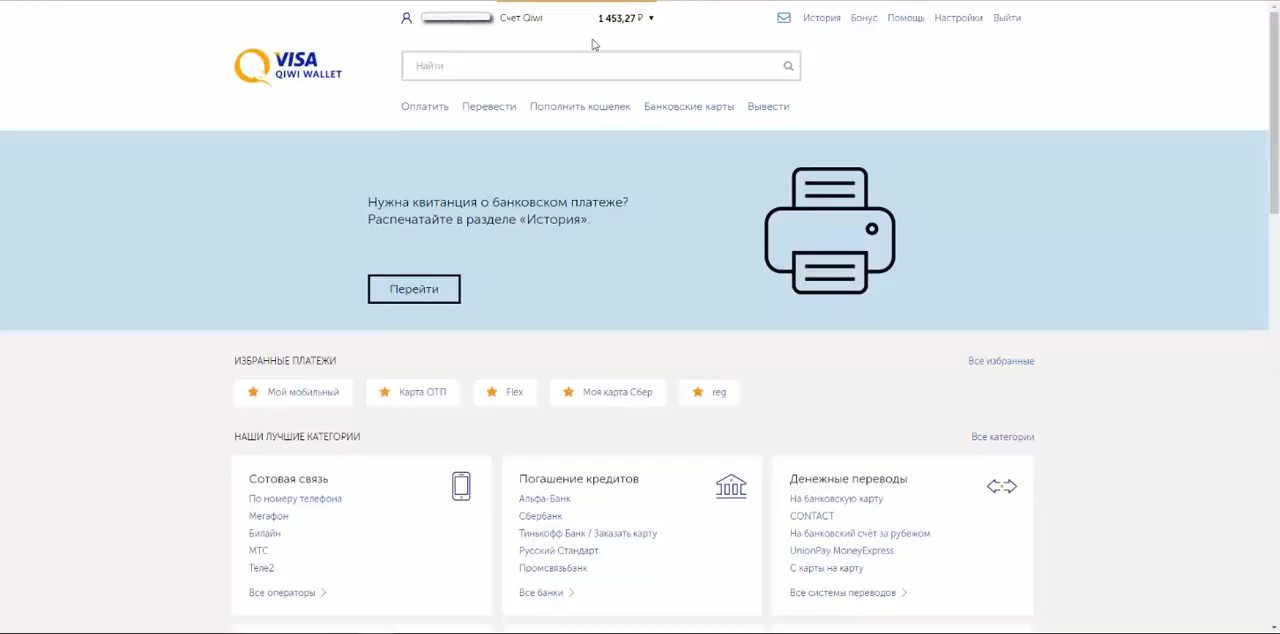 Счет Qiwi 1 453,27 ₽ История Бонус Помощь Настройки Выйти
VISA
QIWI WALLET
Найти
Оплатить Перевести Пополнить кошелек Банковские карты Вывести
Нужна квитанция о банковском платеже?
Распечатайте в разделе «История».
Перейти
ИЗБРАННЫЕ ПЛАТЕЖИ Все избранные
Мой мобильный Карта ОТП Flex Моя карта Сбер reg
НАШИ ЛУЧШИЕ КАТЕГОРИИ Все категории
Сотовая связь
По номеру телефона
Мегафон
Билайн
МТС
Теле2
Все операторы
Погашение кредитов
Альфа-Банк
Сбербанк
Тинькофф Банк / Заказать карту
Русский Стандарт
Промсвязьбанк
Все банки
Денежные переводы
На банковскую карту
CONTACT
На банковский счёт за рубежом
UnionPay MoneyExpress
С карты на карту
Все системы переводов